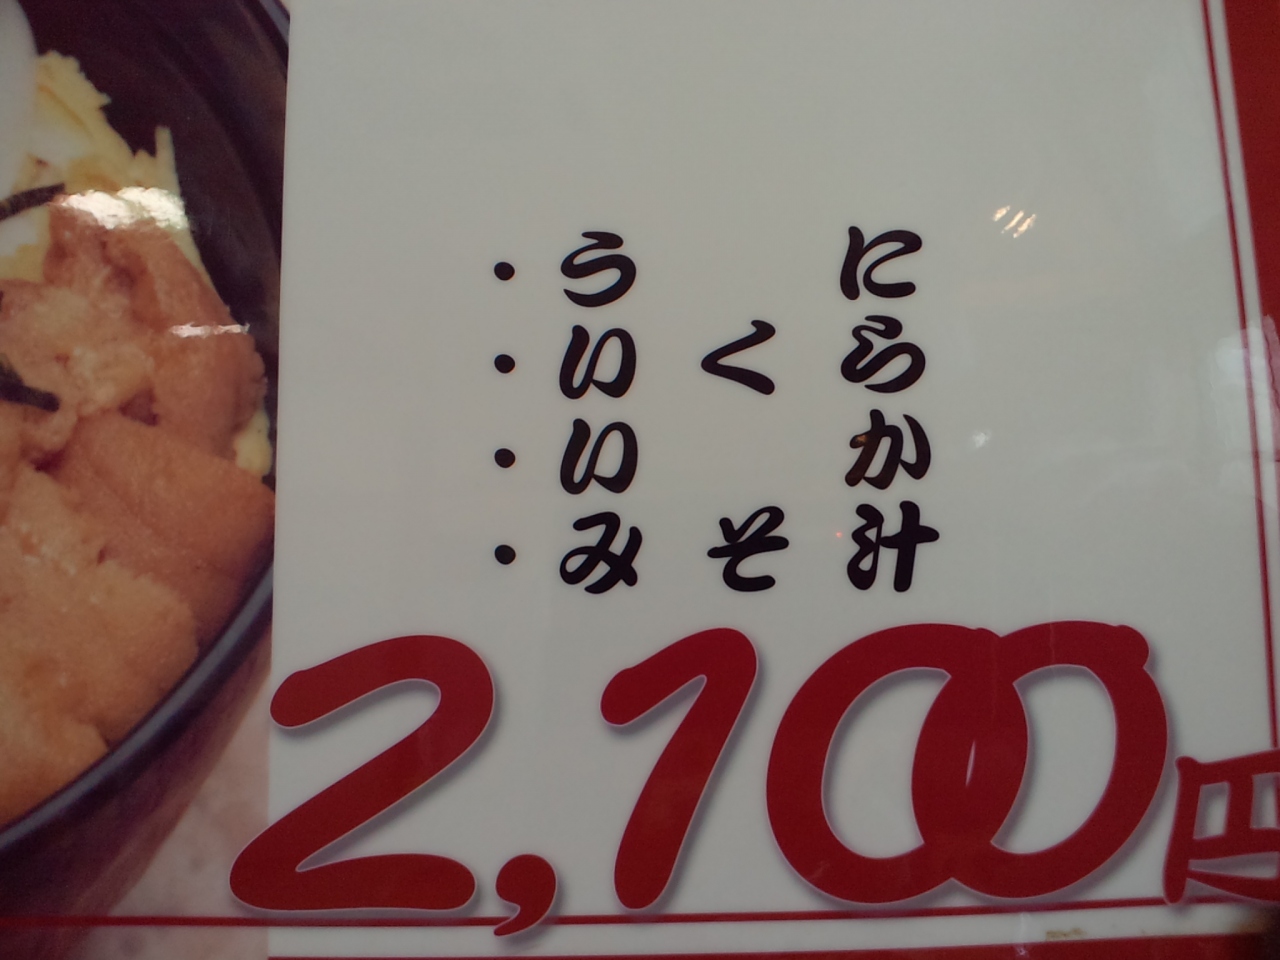 ・うに
・いくら
・いか
・みそ汁
2,100円